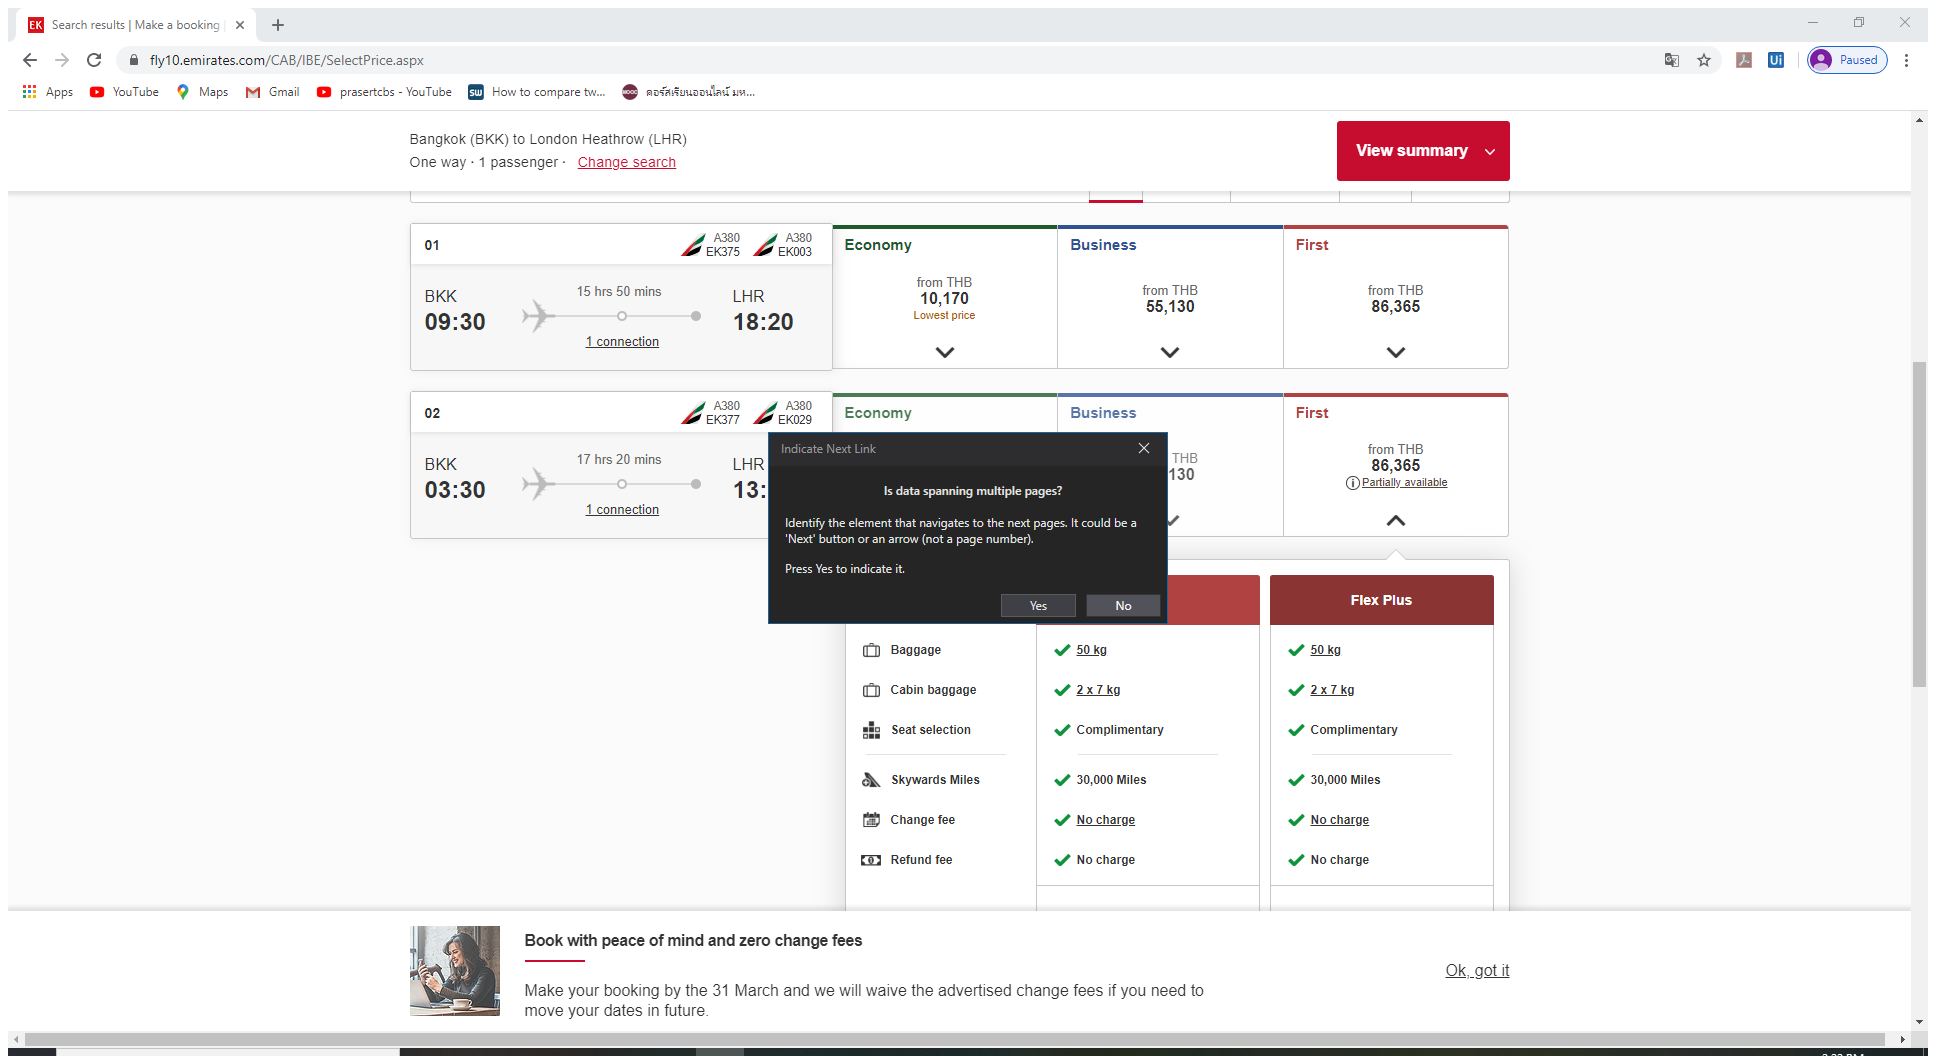 EK Search results | Make a booking
fly10.emirates.com/CAB/IBE/SelectPrice.aspx
Ui
Paused
Apps
YouTube
Maps
Gmail
prasertcbs - YouTube
SW How to compare tw...
MOOC คอร์สเรียนออนไลน์ มห...
Bangkok (BKK) to London Heathrow (LHR)
One way · 1 passenger · Change search
View summary
01
A380 EK375
A380 EK003
BKK
09:30
15 hrs 50 mins
1 connection
LHR
18:20
Economy
from THB
10,170
Lowest price
Business
from THB
55,130
First
from THB
86,365
02
A380 EK377
A380 EK029
BKK
03:30
17 hrs 20 mins
1 connection
LHR
13:
Economy
Business
THB
130
First
from THB
86,365
Partially available
Indicate Next Link
Is data spanning multiple pages?
Identify the element that navigates to the next pages. It could be a
'Next' button or an arrow (not a page number).
Press Yes to indicate it.
Yes
No
Flex Plus
Baggage 50 kg 50 kg
Cabin baggage 2 x 7 kg 2 x 7 kg
Seat selection Complimentary Complimentary
Skywards Miles 30,000 Miles 30,000 Miles
Change fee No charge No charge
Refund fee No charge No charge
Book with peace of mind and zero change fees
Make your booking by the 31 March and we will waive the advertised change fees if you need to
move your dates in future.
Ok, got it